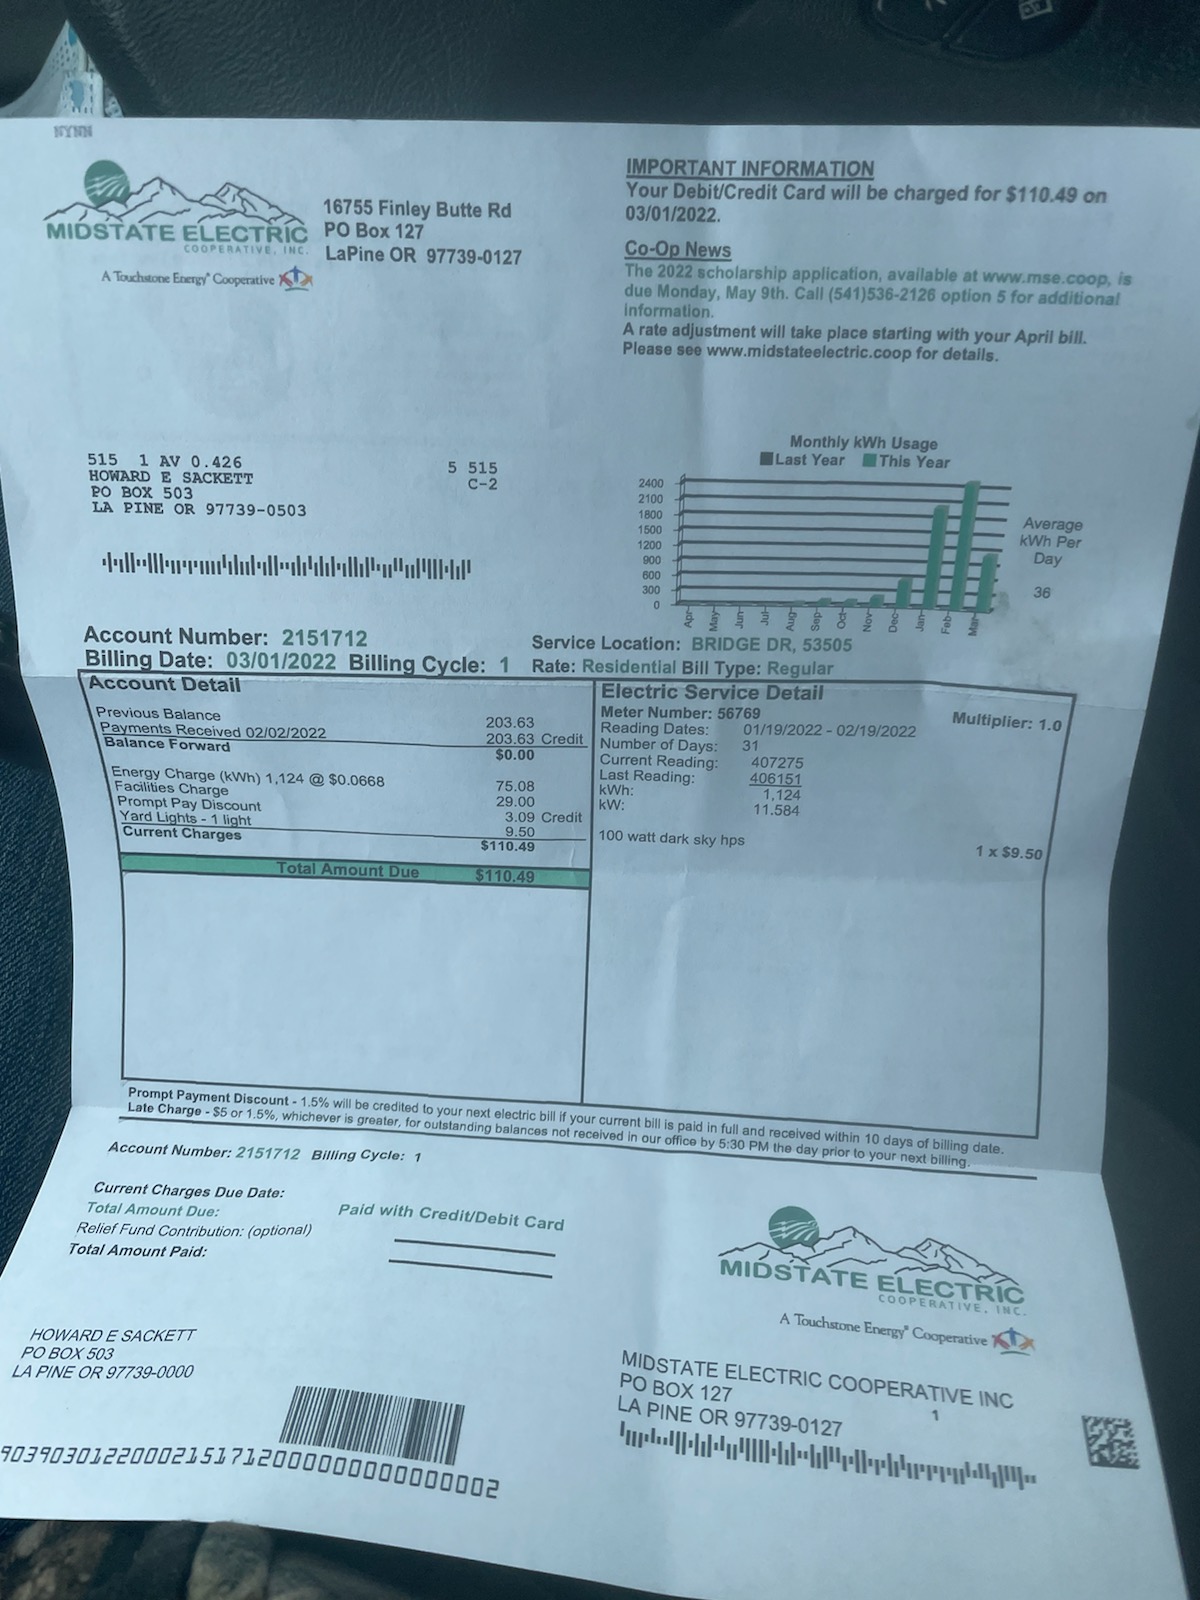 NYNN
MIDSTATE ELECTRIC
COOPERATIVE, INC.
A Touchstone Energy® Cooperative
16755 Finley Butte Rd
PO Box 127
LaPine OR 97739-0127
IMPORTANT INFORMATION
Your Debit/Credit Card will be charged for $110.49 on
03/01/2022.
Co-Op News
The 2022 scholarship application, available at www.mse.coop, is
due Monday, May 9th. Call (541)536-2126 option 5 for additional
information.
A rate adjustment will take place starting with your April bill.
Please see www.midstateelectric.coop for details.
515 1 AV 0.426
HOWARD E SACKETT
PO BOX 503
LA PINE OR 97739-0503
5 515
C-2
Monthly kWh Usage
Last Year This Year
2400
2100
1800
1500
1200
900
600
300
0
Apr May Jun Jul Aug Sep Oct Nov Dec Jan Feb Mar
Average
kWh Per
Day
36
Account Number: 2151712
Billing Date: 03/01/2022 Billing Cycle: 1
Service Location: BRIDGE DR, 53505
Rate: Residential Bill Type: Regular
Account Detail
Previous Balance 203.63
Payments Received 02/02/2022 203.63 Credit
Balance Forward $0.00
Energy Charge (kWh) 1,124 @ $0.0668 75.08
Facilities Charge 29.00
Prompt Pay Discount 3.09 Credit
Yard Lights - 1 light 9.50
Current Charges $110.49
Total Amount Due $110.49
Electric Service Detail
Meter Number: 56769 Multiplier: 1.0
Reading Dates: 01/19/2022 - 02/19/2022
Number of Days: 31
Current Reading: 407275
Last Reading: 406151
kWh: 1,124
kW: 11.584
100 watt dark sky hps 1 x $9.50
Prompt Payment Discount - 1.5% will be credited to your next electric bill if your current bill is paid in full and received within 10 days of billing date.
Late Charge - $5 or 1.5%, whichever is greater, for outstanding balances not received in our office by 5:30 PM the day prior to your next billing.
Account Number: 2151712 Billing Cycle: 1
Current Charges Due Date:
Total Amount Due: Paid with Credit/Debit Card
Relief Fund Contribution: (optional)
Total Amount Paid:
MIDSTATE ELECTRIC
COOPERATIVE, INC.
A Touchstone Energy® Cooperative
HOWARD E SACKETT
PO BOX 503
LA PINE OR 97739-0000
MIDSTATE ELECTRIC COOPERATIVE INC
PO BOX 127 1
LA PINE OR 97739-0127